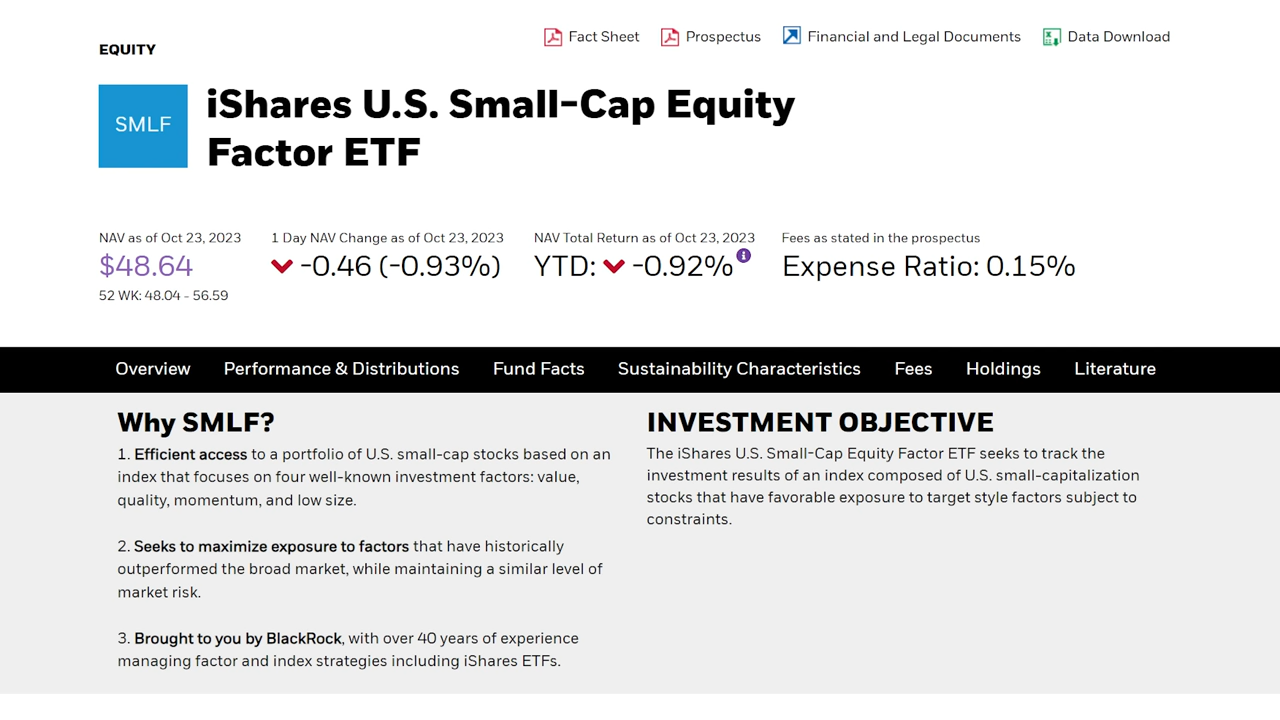 EQUITY
Fact Sheet
Prospectus
Financial and Legal Documents
Data Download
SMLF
iShares U.S. Small-Cap Equity
Factor ETF
NAV as of Oct 23, 2023
$48.64
52 WK: 48.04 - 56.59
1 Day NAV Change as of Oct 23, 2023
-0.46 (-0.93%)
NAV Total Return as of Oct 23, 2023
YTD: -0.92%
Fees as stated in the prospectus
Expense Ratio: 0.15%
Overview
Performance & Distributions
Fund Facts
Sustainability Characteristics
Fees
Holdings
Literature
Why SMLF?
1. Efficient access to a portfolio of U.S. small-cap stocks based on an
index that focuses on four well-known investment factors: value,
quality, momentum, and low size.
2. Seeks to maximize exposure to factors that have historically
outperformed the broad market, while maintaining a similar level of
market risk.
3. Brought to you by BlackRock, with over 40 years of experience
managing factor and index strategies including iShares ETFs.
INVESTMENT OBJECTIVE
The iShares U.S. Small-Cap Equity Factor ETF seeks to track the
investment results of an index composed of U.S. small-capitalization
stocks that have favorable exposure to target style factors subject to
constraints.